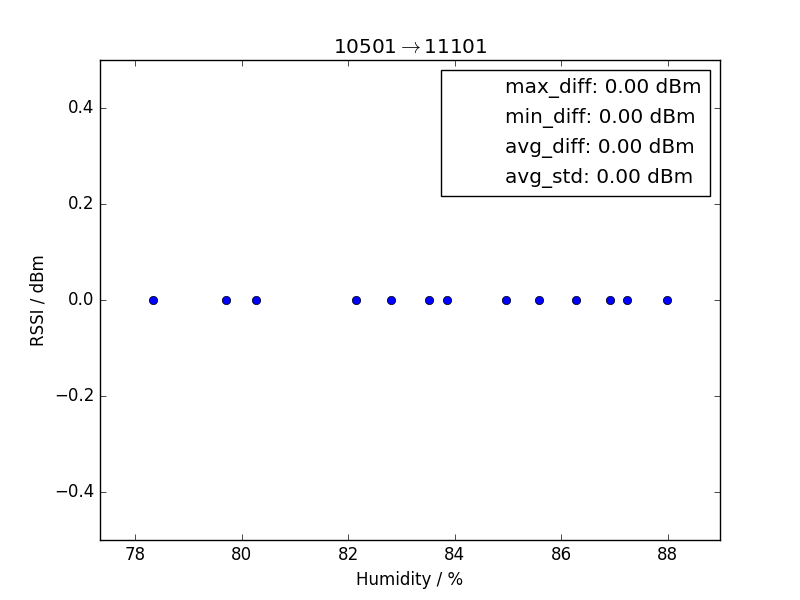 10501→11101
max_diff: 0.00 dBm
min_diff: 0.00 dBm
avg_diff: 0.00 dBm
avg_std: 0.00 dBm
0.4
0.2
0.0
−0.2
−0.4
RSSI / dBm
78 80 82 84 86 88
Humidity / %